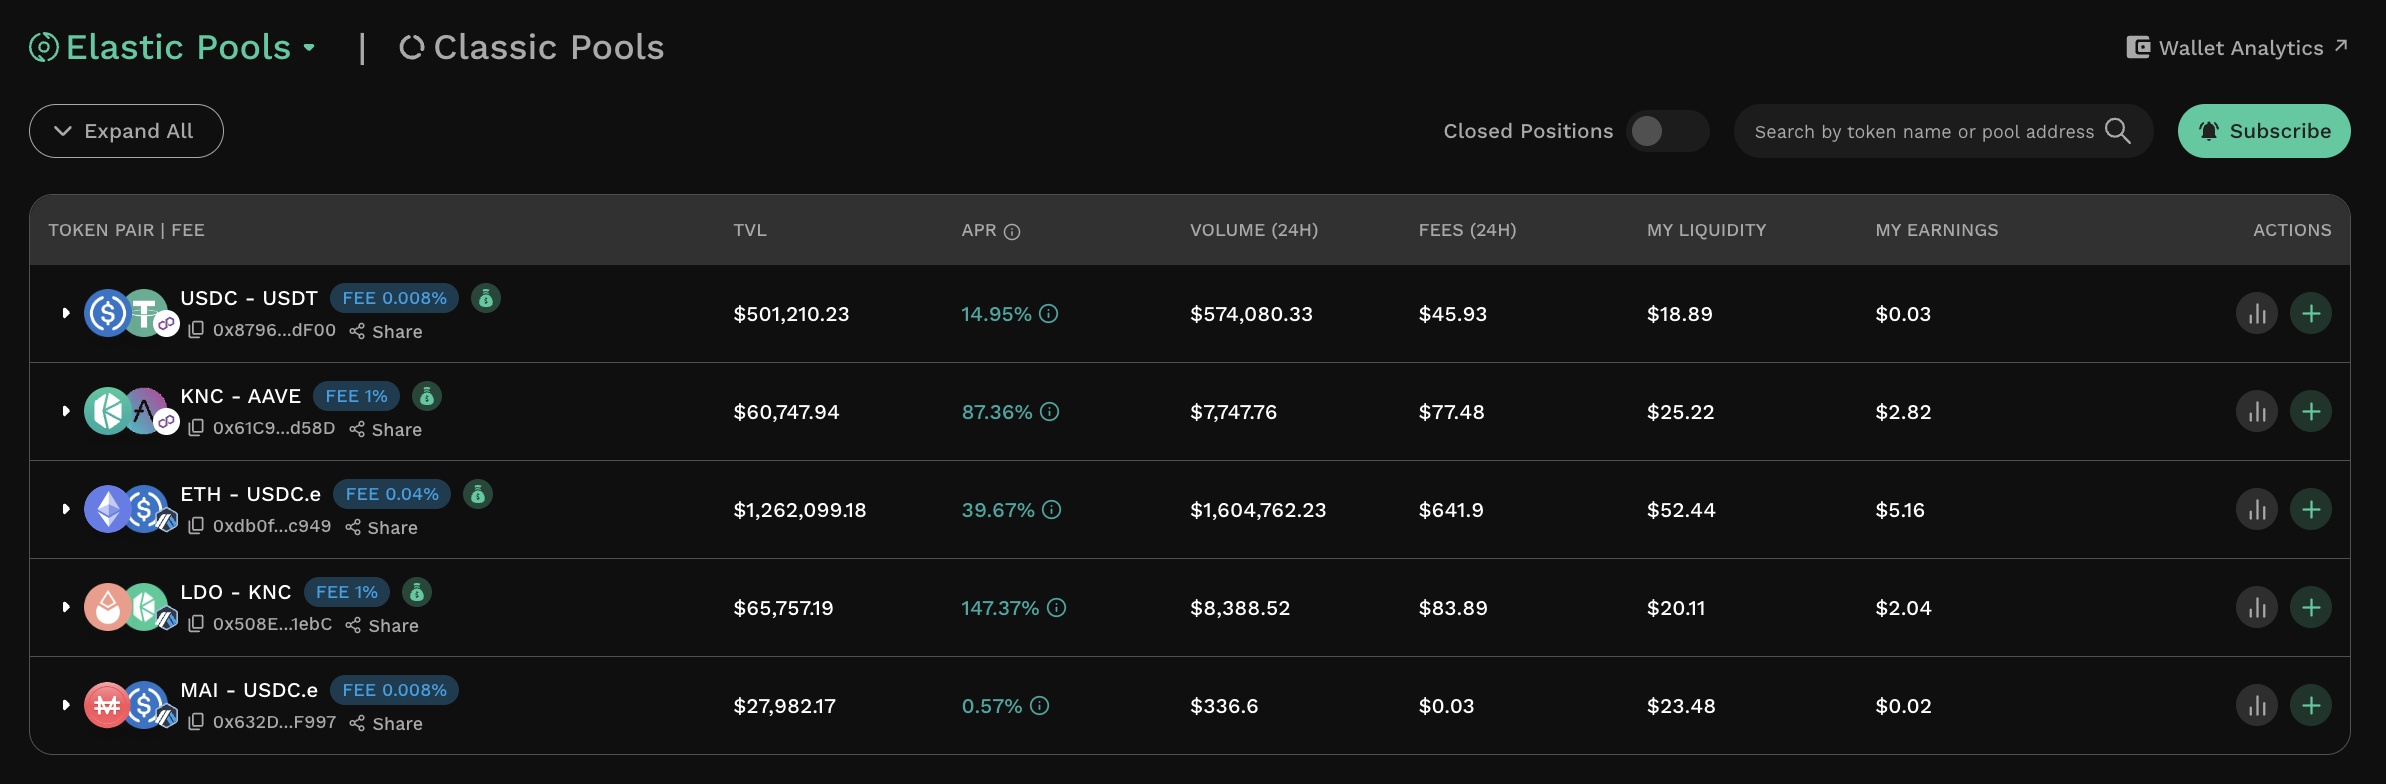 Elastic Pools | Classic Pools Wallet Analytics
Expand All Closed Positions Search by token name or pool address Subscribe
TOKEN PAIR | FEE TVL APR VOLUME (24H) FEES (24H) MY LIQUIDITY MY EARNINGS ACTIONS
USDC - USDT FEE 0.008%
0x8796...dF00 Share
$501,210.23 14.95% $574,080.33 $45.93 $18.89 $0.03
KNC - AAVE FEE 1%
0x61C9...d58D Share
$60,747.94 87.36% $7,747.76 $77.48 $25.22 $2.82
ETH - USDC.e FEE 0.04%
0xdb0f...c949 Share
$1,262,099.18 39.67% $1,604,762.23 $641.9 $52.44 $5.16
LDO - KNC FEE 1%
0x508E...1ebC Share
$65,757.19 147.37% $8,388.52 $83.89 $20.11 $2.04
MAI - USDC.e FEE 0.008%
0x632D...F997 Share
$27,982.17 0.57% $336.6 $0.03 $23.48 $0.02